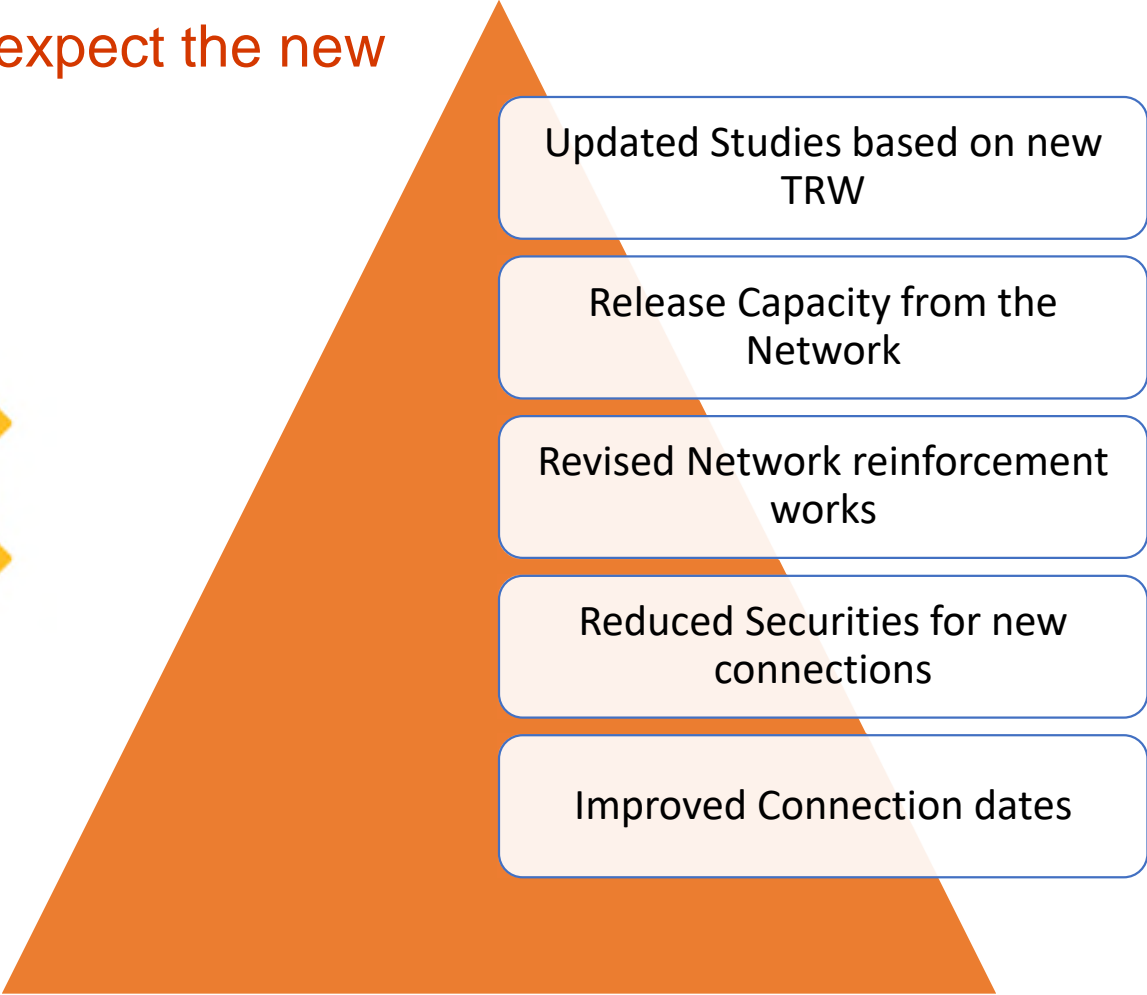 expect the new
Updated Studies based on new
TRW
Release Capacity from the
Network
Revised Network reinforcement
works
Reduced Securities for new
connections
Improved Connection dates